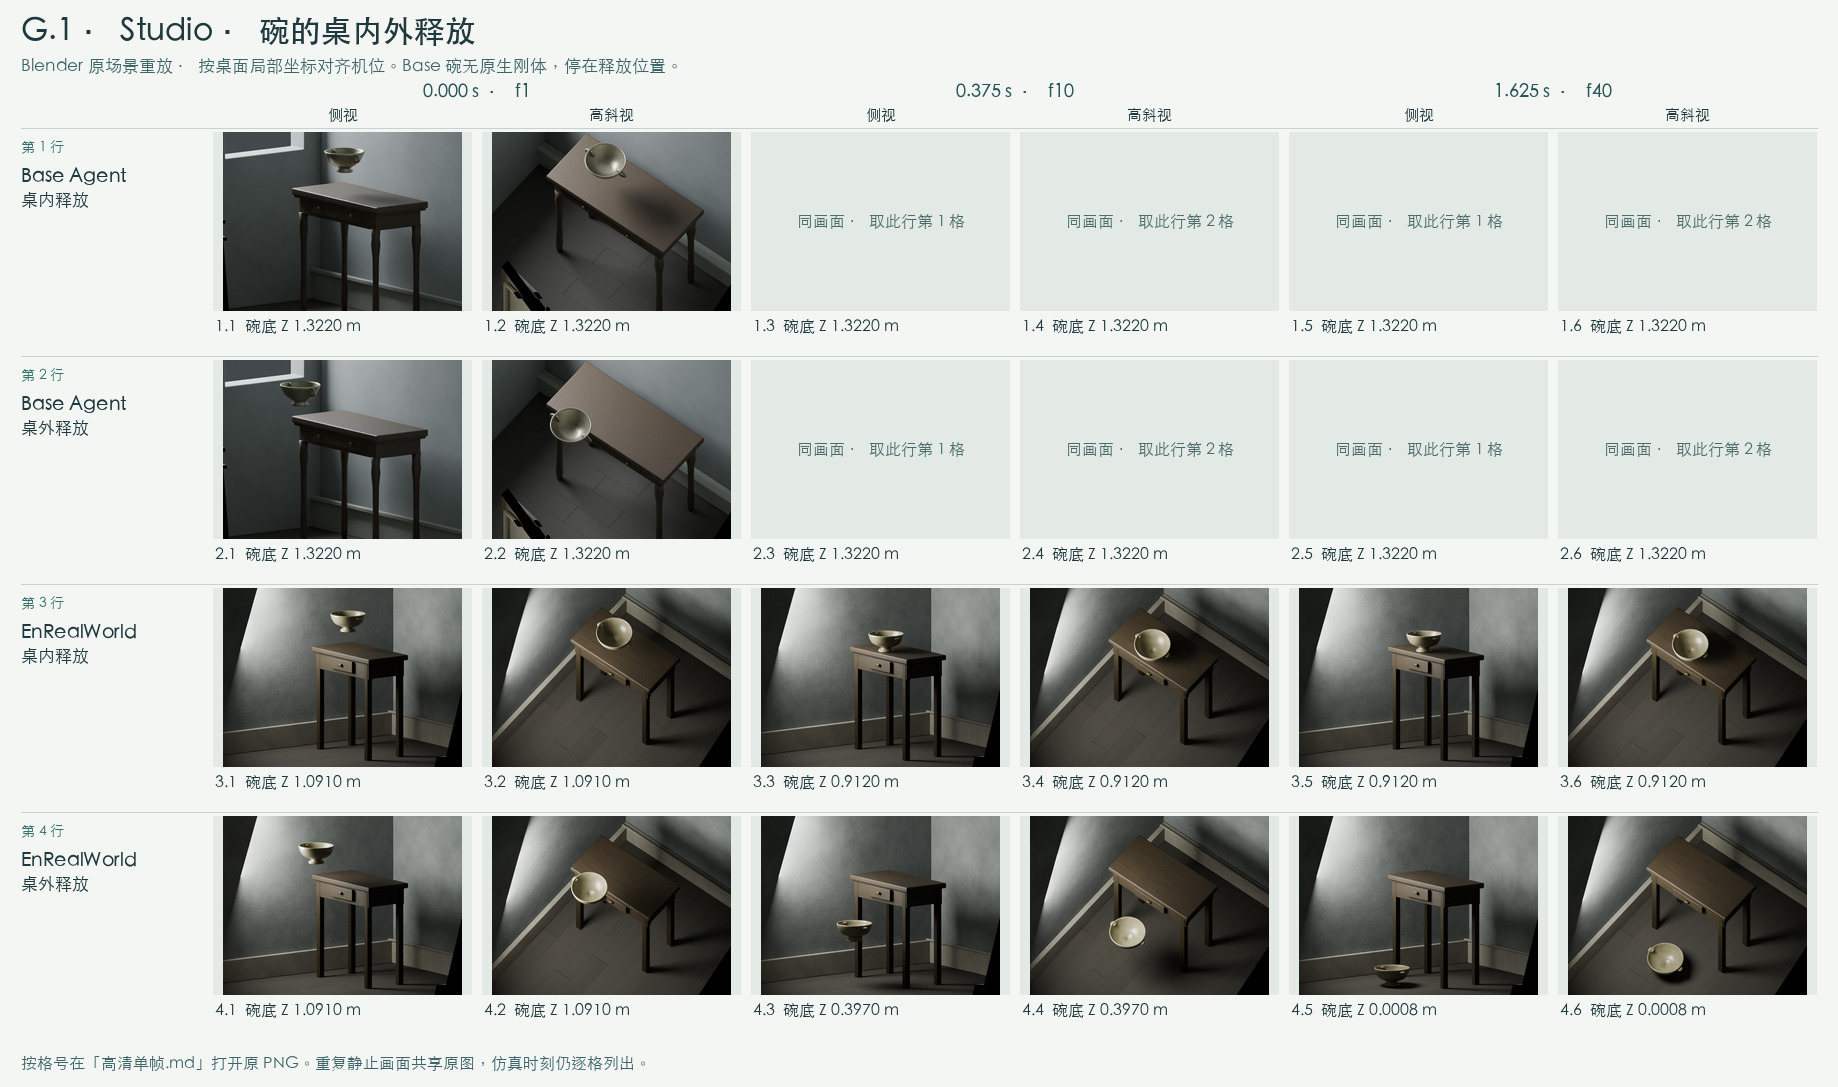 G.1 · Studio · 碗的桌内外释放
Blender 原场景重放 · 按桌面局部坐标对齐机位。Base 碗无原生刚体，停在释放位置。
0.000 s · f1
0.375 s · f10
1.625 s · f40
侧视
高斜视
侧视
高斜视
侧视
高斜视
第 1 行
Base Agent
桌内释放
同画面 · 取此行第 1 格
同画面 · 取此行第 2 格
同画面 · 取此行第 1 格
同画面 · 取此行第 2 格
1.1 碗底 Z 1.3220 m
1.2 碗底 Z 1.3220 m
1.3 碗底 Z 1.3220 m
1.4 碗底 Z 1.3220 m
1.5 碗底 Z 1.3220 m
1.6 碗底 Z 1.3220 m
第 2 行
Base Agent
桌外释放
同画面 · 取此行第 1 格
同画面 · 取此行第 2 格
同画面 · 取此行第 1 格
同画面 · 取此行第 2 格
2.1 碗底 Z 1.3220 m
2.2 碗底 Z 1.3220 m
2.3 碗底 Z 1.3220 m
2.4 碗底 Z 1.3220 m
2.5 碗底 Z 1.3220 m
2.6 碗底 Z 1.3220 m
第 3 行
EnRealWorld
桌内释放
3.1 碗底 Z 1.0910 m
3.2 碗底 Z 1.0910 m
3.3 碗底 Z 0.9120 m
3.4 碗底 Z 0.9120 m
3.5 碗底 Z 0.9120 m
3.6 碗底 Z 0.9120 m
第 4 行
EnRealWorld
桌外释放
4.1 碗底 Z 1.0910 m
4.2 碗底 Z 1.0910 m
4.3 碗底 Z 0.3970 m
4.4 碗底 Z 0.3970 m
4.5 碗底 Z 0.0008 m
4.6 碗底 Z 0.0008 m
按格号在「高清单帧.md」打开原 PNG。重复静止画面共享原图，仿真时刻仍逐格列出。